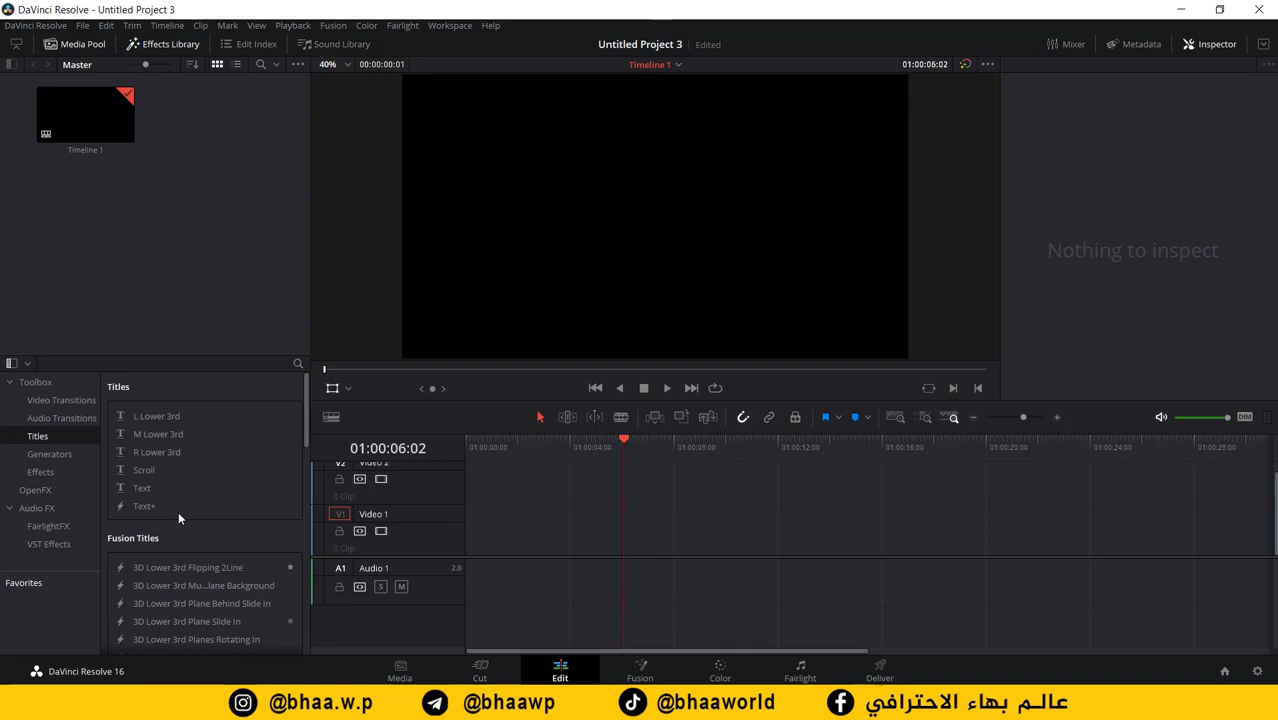 DaVinci Resolve - Untitled Project 3
DaVinci Resolve File Edit Trim Timeline Clip Mark View Playback Fusion Color Fairlight Workspace Help
Media Pool Effects Library Edit Index Sound Library Untitled Project 3 Edited Mixer Metadata Inspector
Master 40% 00:00:00:01 Timeline 1 01:00:06:02
Timeline 1
Nothing to inspect
Toolbox
Video Transitions
Audio Transitions
Titles
Generators
Effects
OpenFX
Audio FX
FairlightFX
VST Effects
Favorites
Titles
L Lower 3rd
M Lower 3rd
R Lower 3rd
Scroll
Text
Text+
Fusion Titles
3D Lower 3rd Flipping 2Line
3D Lower 3rd Mu...lane Background
3D Lower 3rd Plane Behind Slide In
3D Lower 3rd Plane Slide In
3D Lower 3rd Planes Rotating In
DIM
01:00:06:02 01:00:00:00 01:00:04:00 01:00:08:00 01:00:12:00 01:00:16:00 01:00:20:00 01:00:24:00 01:00:28:00
V2 Video 2
0 Clip
V1 Video 1
0 Clip
A1 Audio 1 2.0
S M
DaVinci Resolve 16 Media Cut Edit Fusion Color Fairlight Deliver
@bhaa.w.p @bhaawp @bhaaworld عالم بهاء الاحترافي